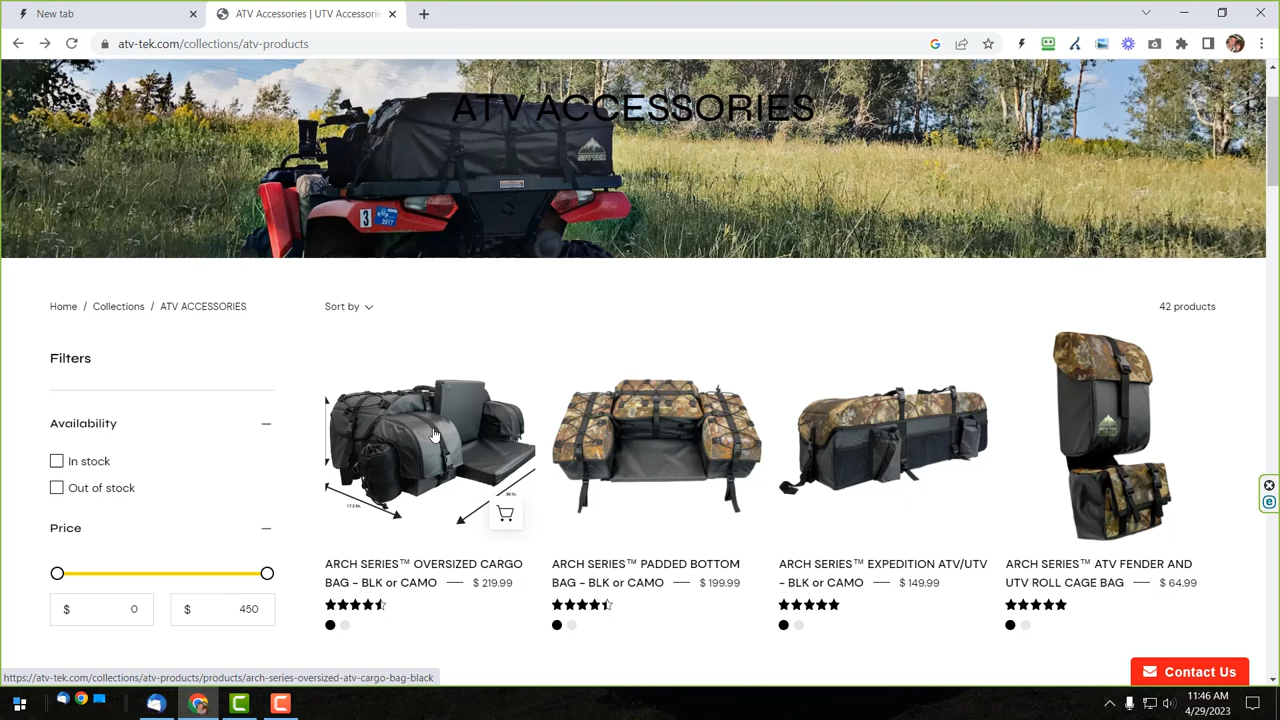 New tab
ATV Accessories | UTV Accessorie
atv-tek.com/collections/atv-products
ATV ACCESSORIES
3
2017
Home / Collections / ATV ACCESSORIES
Sort by
42 products
Filters
Availability
In stock
Out of stock
Price
$ 0
$ 450
ARCH SERIES™ OVERSIZED CARGO
BAG - BLK or CAMO — $ 219.99
ARCH SERIES™ PADDED BOTTOM
BAG - BLK or CAMO — $ 199.99
ARCH SERIES™ EXPEDITION ATV/UTV
- BLK or CAMO — $ 149.99
ARCH SERIES™ ATV FENDER AND
UTV ROLL CAGE BAG — $ 64.99
Contact Us
https://atv-tek.com/collections/atv-products/products/arch-series-oversized-atv-cargo-bag-black
11:46 AM
4/29/2023